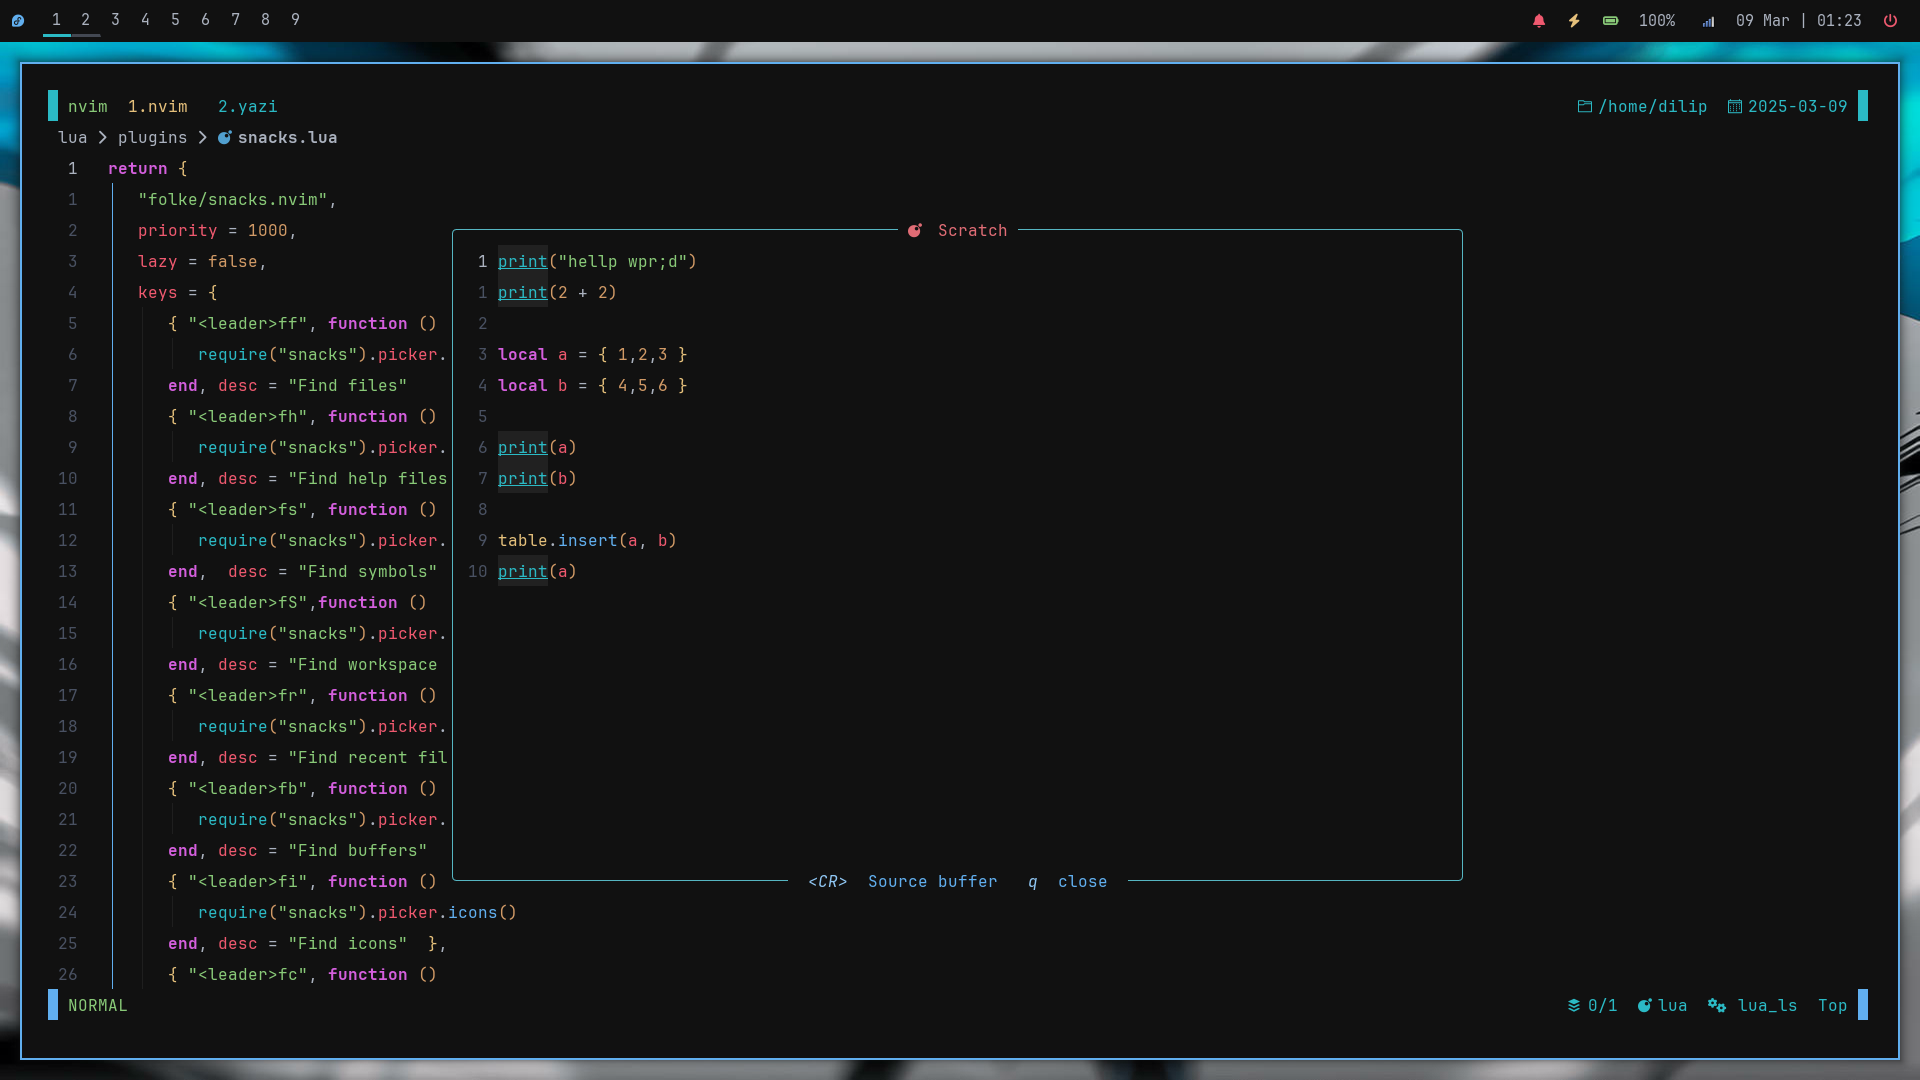 1 2 3 4 5 6 7 8 9
100% 09 Mar | 01:23
nvim 1.nvim 2.yazi
/home/dilip 2025-03-09
lua > plugins > snacks.lua
1 return {
1 "folke/snacks.nvim",
2 priority = 1000,
3 lazy = false,
4 keys = {
5 { "<leader>ff", function ()
6 require("snacks").picker.
7 end, desc = "Find files"
8 { "<leader>fh", function ()
9 require("snacks").picker.
10 end, desc = "Find help files
11 { "<leader>fs", function ()
12 require("snacks").picker.
13 end,  desc = "Find symbols"
14 { "<leader>fS",function ()
15 require("snacks").picker.
16 end, desc = "Find workspace
17 { "<leader>fr", function ()
18 require("snacks").picker.
19 end, desc = "Find recent fil
20 { "<leader>fb", function ()
21 require("snacks").picker.
22 end, desc = "Find buffers"
23 { "<leader>fi", function ()
24 require("snacks").picker.icons()
25 end, desc = "Find icons"  },
26 { "<leader>fc", function ()
Scratch
1 print("hellp wpr;d")
1 print(2 + 2)
2
3 local a = { 1,2,3 }
4 local b = { 4,5,6 }
5
6 print(a)
7 print(b)
8
9 table.insert(a, b)
10 print(a)
<CR> Source buffer q close
NORMAL
0/1 lua lua_ls Top